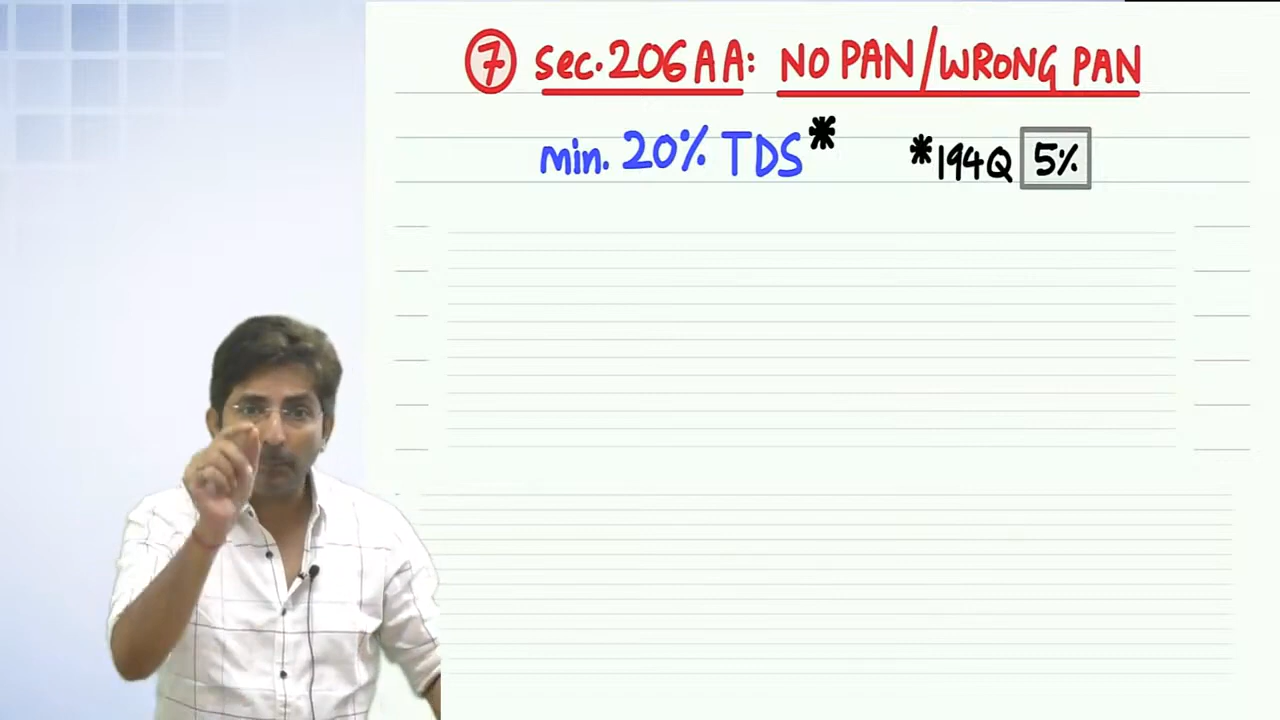 7 sec. 206AA: NO PAN/WRONG PAN
min. 20% TDS* *194Q 5%